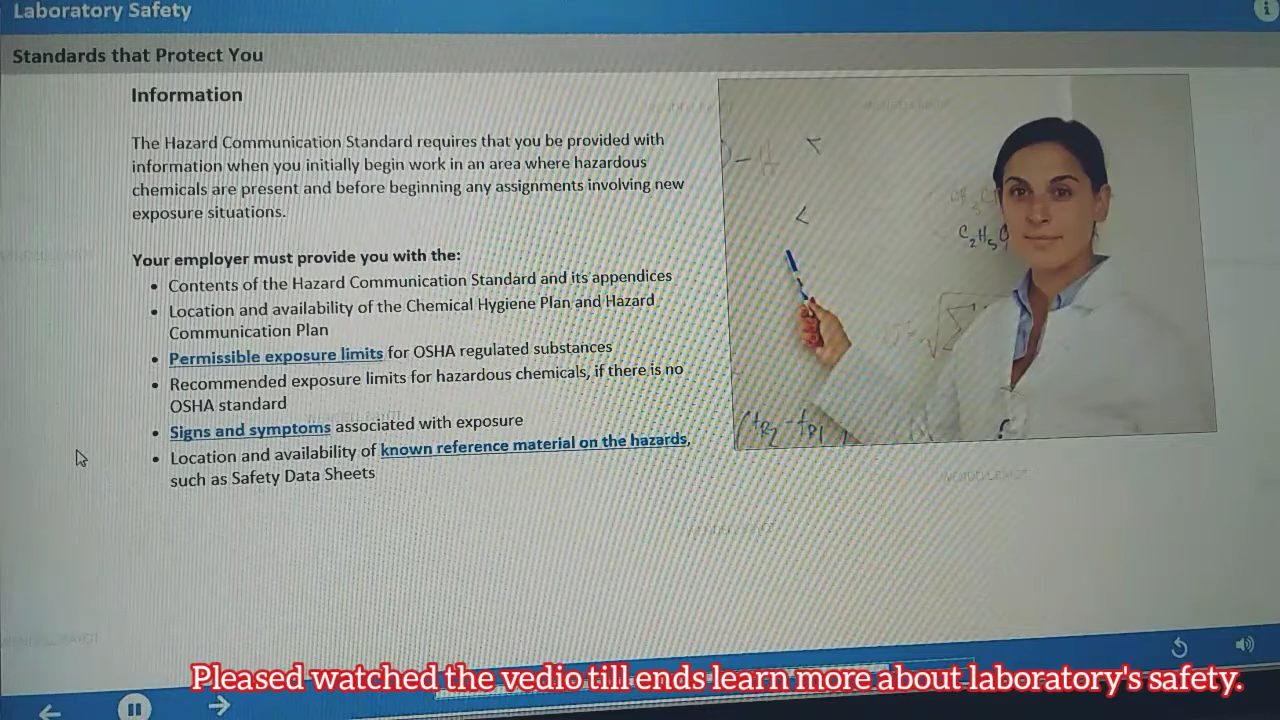 Laboratory Safety
i
Standards that Protect You
Information
The Hazard Communication Standard requires that you be provided with
information when you initially begin work in an area where hazardous
chemicals are present and before beginning any assignments involving new
exposure situations.
Your employer must provide you with the:
• Contents of the Hazard Communication Standard and its appendices
• Location and availability of the Chemical Hygiene Plan and Hazard
Communication Plan
• Permissible exposure limits for OSHA regulated substances
• Recommended exposure limits for hazardous chemicals, if there is no
OSHA standard
• Signs and symptoms associated with exposure
• Location and availability of known reference material on the hazards,
such as Safety Data Sheets
C₂H₅O
Pleased watched the vedio till ends learn more about laboratory's safety.